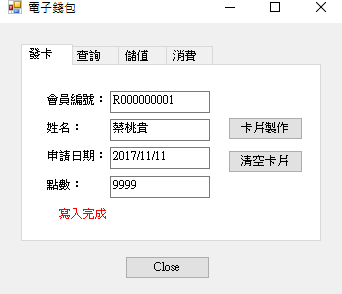 電子錢包
發卡 查詢 儲值 消費
會員編號： R000000001
姓名： 蔡桃貴 卡片製作
申請日期： 2017/11/11 清空卡片
點數： 9999
寫入完成
Close